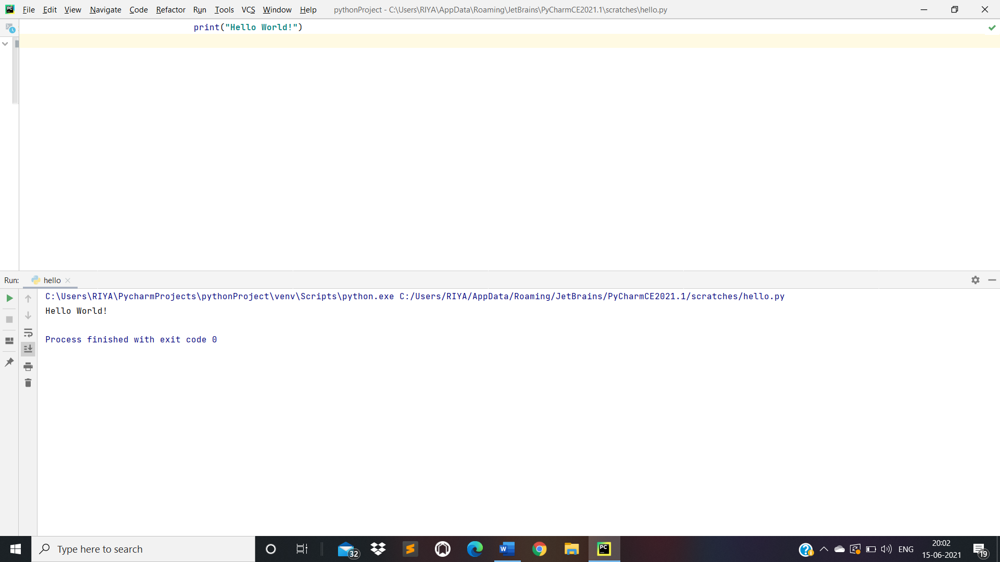 File Edit View Navigate Code Refactor Run Tools VCS Window Help pythonProject - C:\Users\RIYA\AppData\Roaming\JetBrains\PyCharmCE2021.1\scratches\hello.py
print("Hello World!")
Run: hello
C:\Users\RIYA\PycharmProjects\pythonProject\venv\Scripts\python.exe C:/Users/RIYA/AppData/Roaming/JetBrains/PyCharmCE2021.1/scratches/hello.py
Hello World!
Process finished with exit code 0
Type here to search
32
ENG
20:02
15-06-2021
19